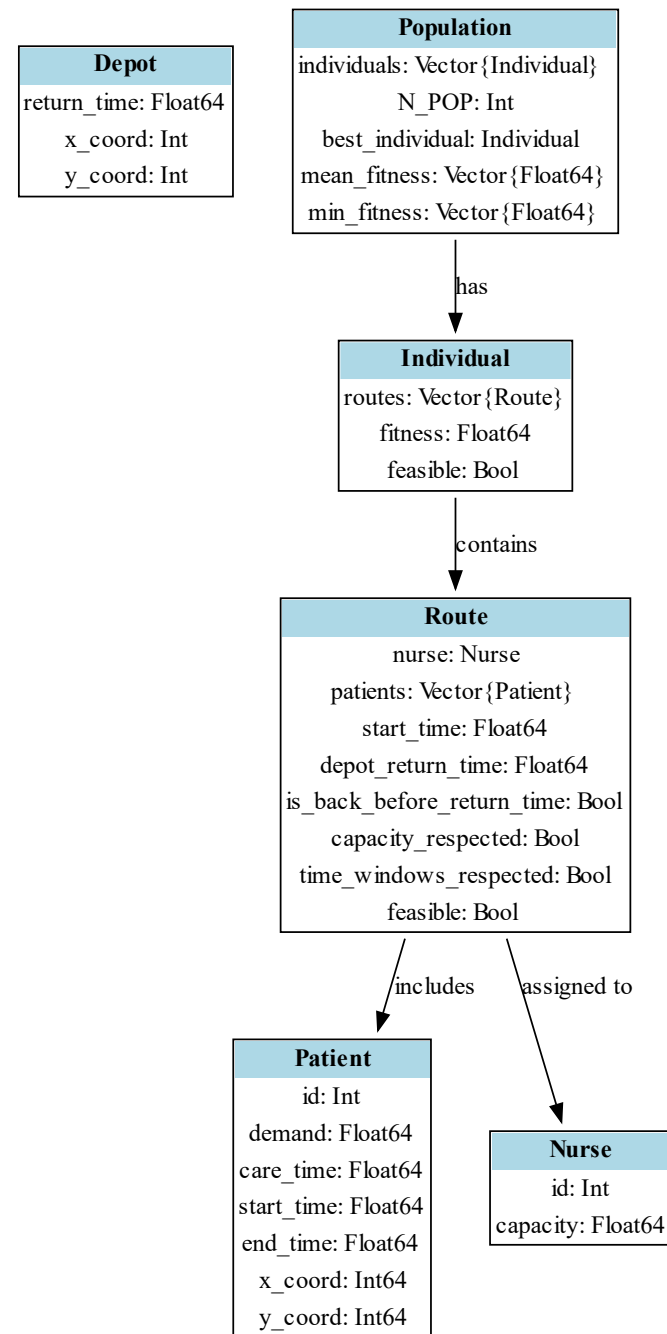 Depot
return_time: Float64
x_coord: Int
y_coord: Int
Population
individuals: Vector{Individual}
N_POP: Int
best_individual: Individual
mean_fitness: Vector{Float64}
min_fitness: Vector{Float64}
has
Individual
routes: Vector{Route}
fitness: Float64
feasible: Bool
contains
Route
nurse: Nurse
patients: Vector{Patient}
start_time: Float64
depot_return_time: Float64
is_back_before_return_time: Bool
capacity_respected: Bool
time_windows_respected: Bool
feasible: Bool
includes
assigned to
Patient
id: Int
demand: Float64
care_time: Float64
start_time: Float64
end_time: Float64
x_coord: Int64
y_coord: Int64
Nurse
id: Int
capacity: Float64